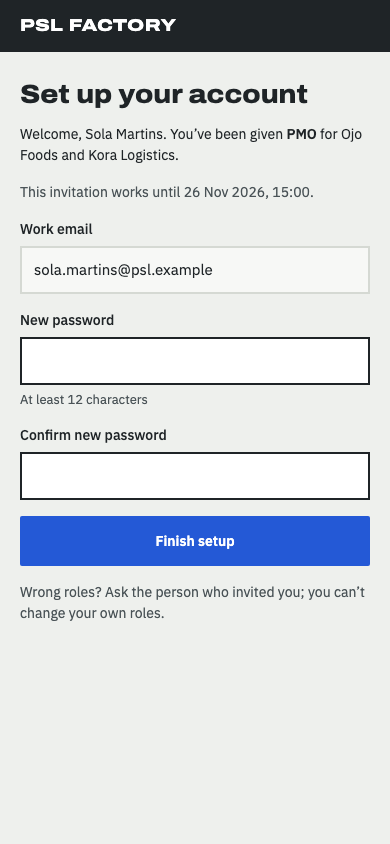 PSL FACTORY
Set up your account
Welcome, Sola Martins. You’ve been given PMO for Ojo
Foods and Kora Logistics.
This invitation works until 26 Nov 2026, 15:00.
Work email
sola.martins@psl.example
New password
At least 12 characters
Confirm new password
Finish setup
Wrong roles? Ask the person who invited you; you can’t
change your own roles.